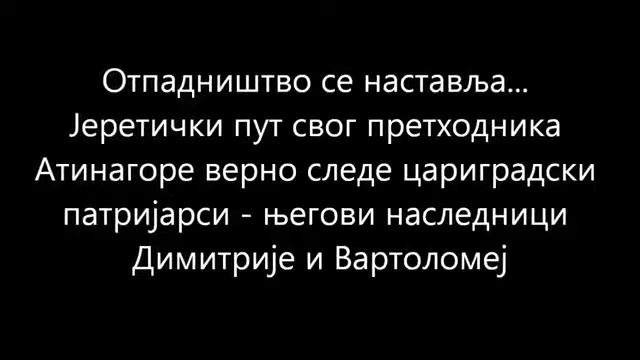 Отпадништво се наставља...
Јеретички пут свог претходника
Атинагоре верно следе цариградски
патријарси - његови наследници
Димитрије и Вартоломеј